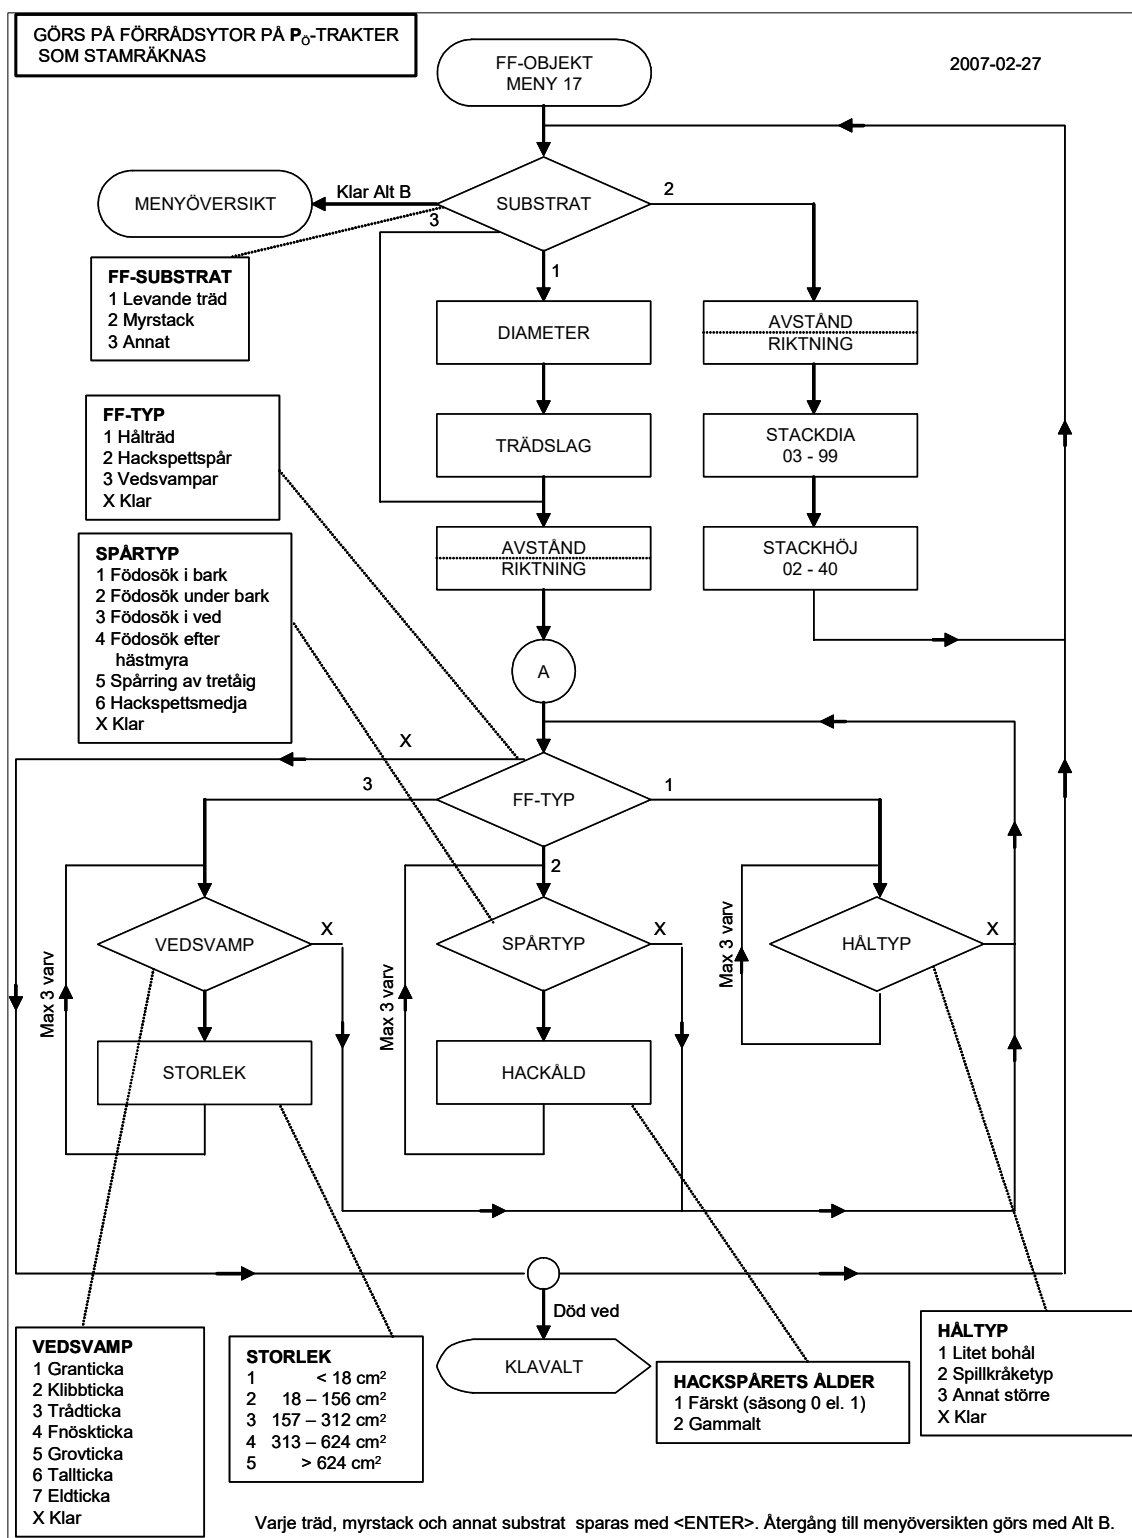 GÖRS PÅ FÖRRÅDSYTOR PÅ PÖ-TRAKTER
SOM STAMRÄKNAS
FF-OBJEKT
MENY 17
2007-02-27
MENYÖVERSIKT
Klar Alt B
SUBSTRAT
2
3
1
FF-SUBSTRAT
1 Levande träd
2 Myrstack
3 Annat
DIAMETER
AVSTÅND
RIKTNING
FF-TYP
1 Hålträd
2 Hackspettspår
3 Vedsvampar
X Klar
TRÄDSLAG
STACKDIA
03 - 99
SPÅRTYP
1 Födosök i bark
2 Födosök under bark
3 Födosök i ved
4 Födosök efter
hästmyra
5 Spårring av tretåig
6 Hackspettsmedja
X Klar
AVSTÅND
RIKTNING
STACKHÖJ
02 - 40
A
X
3
FF-TYP
1
2
Max 3 varv
VEDSVAMP
X
Max 3 varv
SPÅRTYP
X
Max 3 varv
HÅLTYP
X
STORLEK
HACKÅLD
Död ved
KLAVALT
VEDSVAMP
1 Granticka
2 Klibbticka
3 Trådticka
4 Fnöskticka
5 Grovticka
6 Tallticka
7 Eldticka
X Klar
STORLEK
1 < 18 cm²
2 18 – 156 cm²
3 157 – 312 cm²
4 313 – 624 cm²
5 > 624 cm²
HACKSPÅRETS ÅLDER
1 Färskt (säsong 0 el. 1)
2 Gammalt
HÅLTYP
1 Litet bohål
2 Spillkråketyp
3 Annat större
X Klar
Varje träd, myrstack och annat substrat sparas med <ENTER>. Återgång till menyöversikten görs med Alt B.